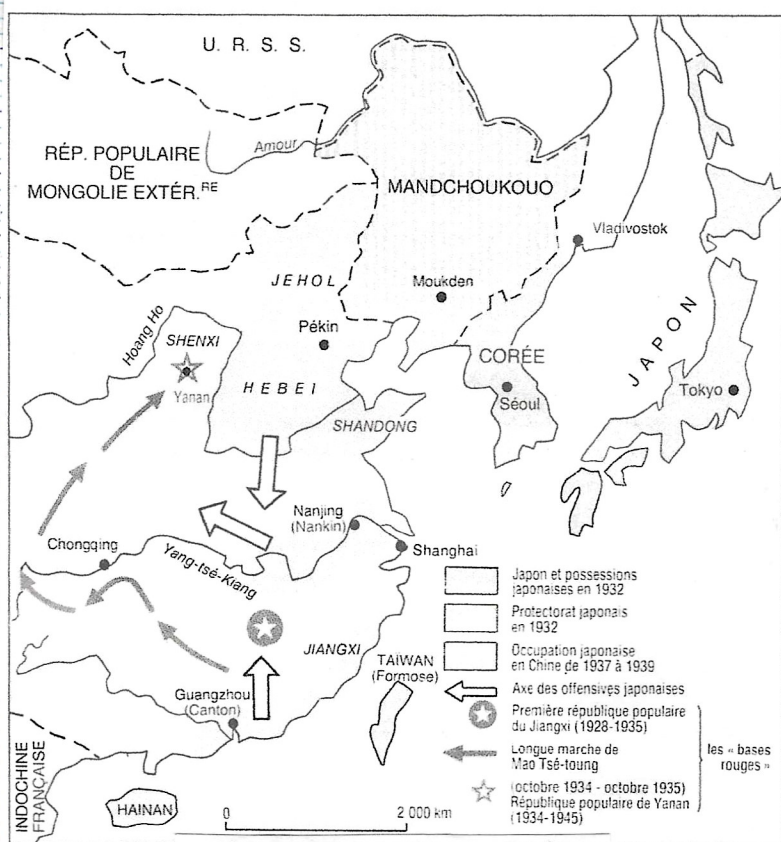 U. R. S. S.
Amour
RÉP. POPULAIRE
DE
MONGOLIE EXTÉR.RE
MANDCHOUKOUO
Vladivostok
JEHOL
Moukden
Hoang Ho
SHENXI
Pékin
CORÉE
JAPON
Yanan
HEBEI
Séoul
Tokyo
SHANDONG
Nanjing
(Nankin)
Chongqing
Yang-tsé-Kiang
Shanghai
JIANGXI
TAÏWAN
(Formose)
Guangzhou
(Canton)
INDOCHINE
FRANÇAISE
HAINAN
0
2 000 km
Japon et possessions
japonaises en 1932
Protectorat japonais
en 1932
Occupation japonaise
en Chine de 1937 à 1939
Axe des offensives japonaises
Première république populaire
du Jiangxi (1928-1935)
Longue marche de
Mao Tsé-toung
(octobre 1934 - octobre 1935)
République populaire de Yanan
(1934-1945)
les « bases
rouges »